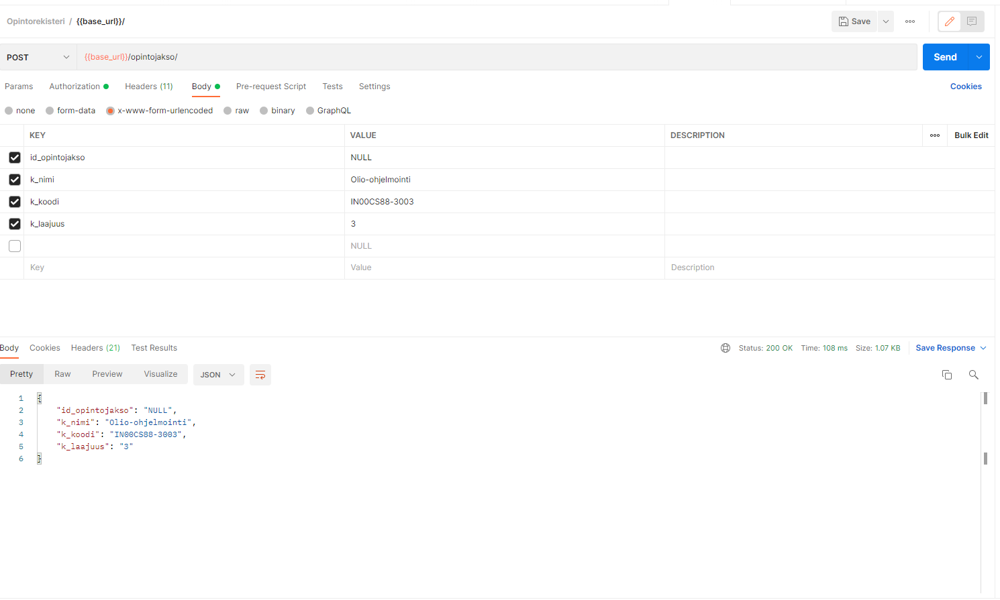 Opintorekisteri / {{base_url}}/
Save
POST {{base_url}}/opintojakso/ Send
Params Authorization Headers (11) Body Pre-request Script Tests Settings Cookies
none form-data x-www-form-urlencoded raw binary GraphQL
KEY VALUE DESCRIPTION Bulk Edit
id_opintojakso NULL
k_nimi Olio-ohjelmointi
k_koodi IN00CS88-3003
k_laajuus 3
NULL
Key Value Description
Body Cookies Headers (21) Test Results Status: 200 OK Time: 108 ms Size: 1.07 KB Save Response
Pretty Raw Preview Visualize JSON
1 {
2 "id_opintojakso": "NULL",
3 "k_nimi": "Olio-ohjelmointi",
4 "k_koodi": "IN00CS88-3003",
5 "k_laajuus": "3"
6 }